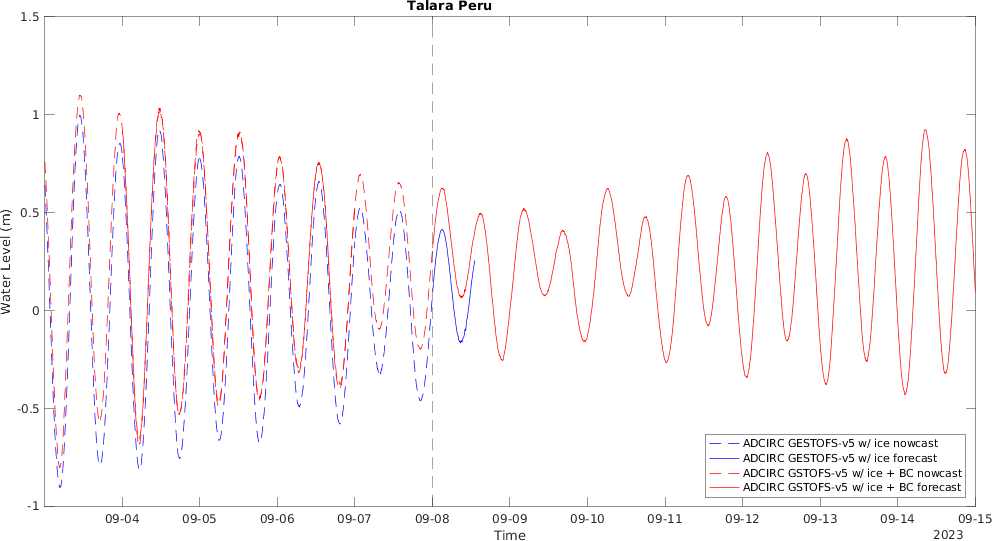 Talara Peru
1.5
1
0.5
0
-0.5
-1
Water Level (m)
09-04 09-05 09-06 09-07 09-08 09-09 09-10 09-11 09-12 09-13 09-14 09-15
Time
2023
ADCIRC GESTOFS-v5 w/ ice nowcast
ADCIRC GESTOFS-v5 w/ ice forecast
ADCIRC GSTOFS-v5 w/ ice + BC nowcast
ADCIRC GSTOFS-v5 w/ ice + BC forecast